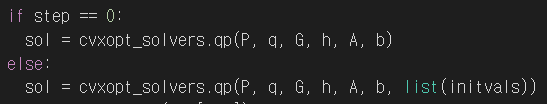 if step == 0:
  sol = cvxopt_solvers.qp(P, q, G, h, A, b)
else:
  sol = cvxopt_solvers.qp(P, q, G, h, A, b, list(initvals))